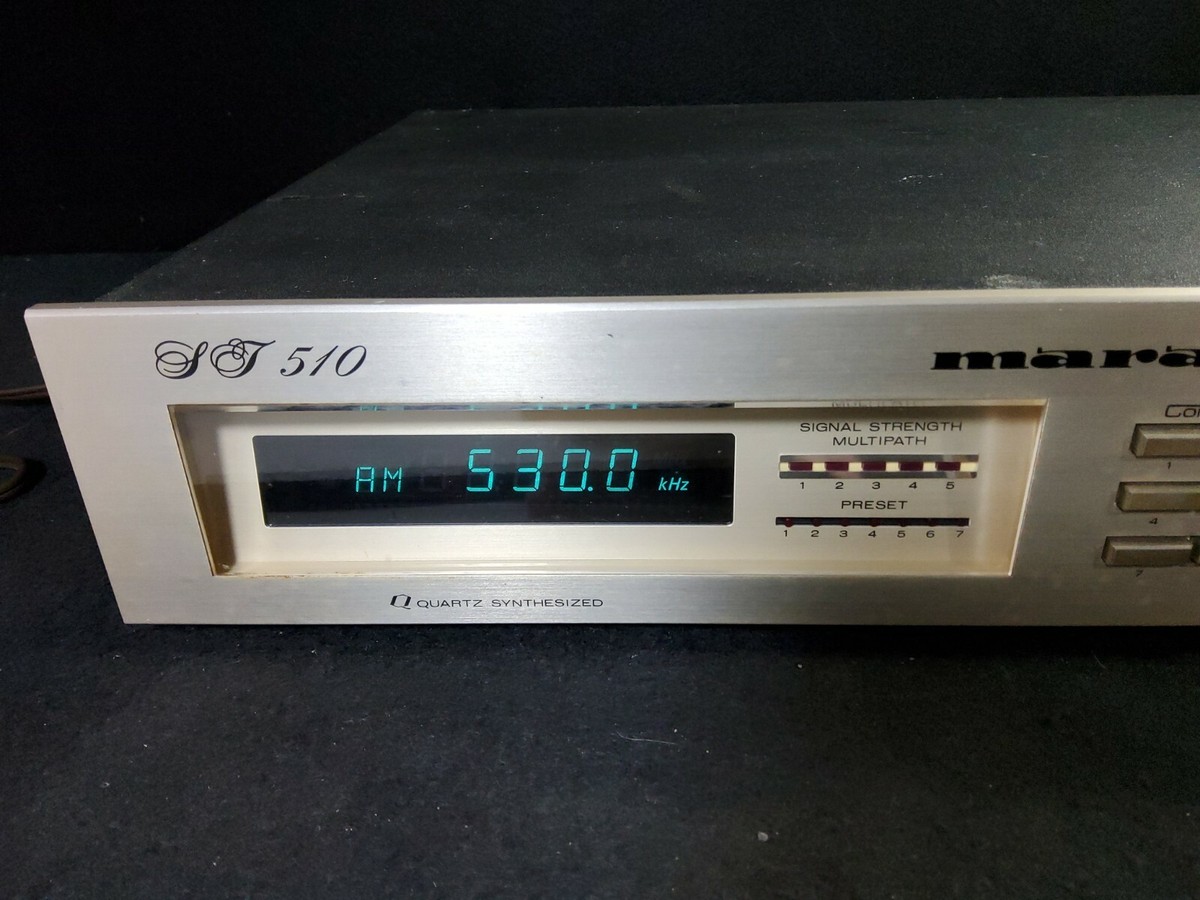 ST 510
mara
AM 530.0 kHz
SIGNAL STRENGTH
MULTIPATH
1 2 3 4 5
PRESET
1 2 3 4 5 6 7
1
4
7
Q QUARTZ SYNTHESIZED